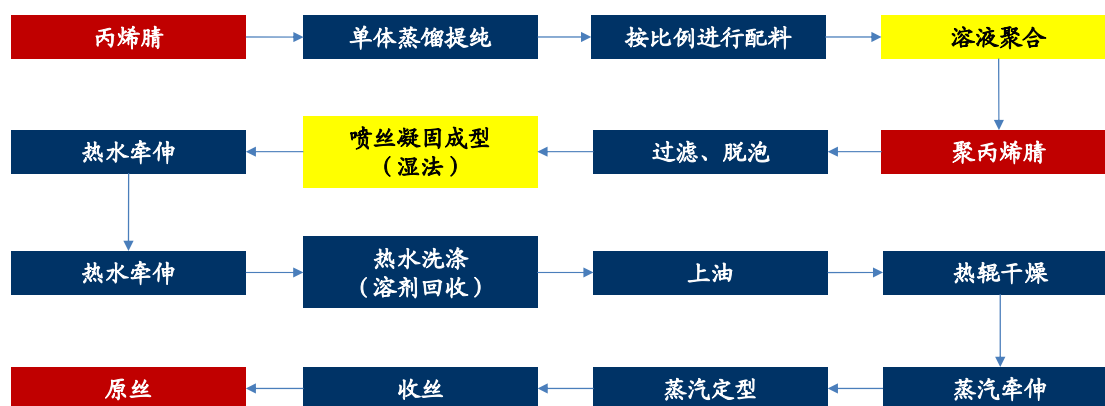 丙烯腈
单体蒸馏提纯
按比例进行配料
溶液聚合
热水牵伸
喷丝凝固成型
（湿法）
过滤、脱泡
聚丙烯腈
热水牵伸
热水洗涤
（溶剂回收）
上油
热辊干燥
原丝
收丝
蒸汽定型
蒸汽牵伸